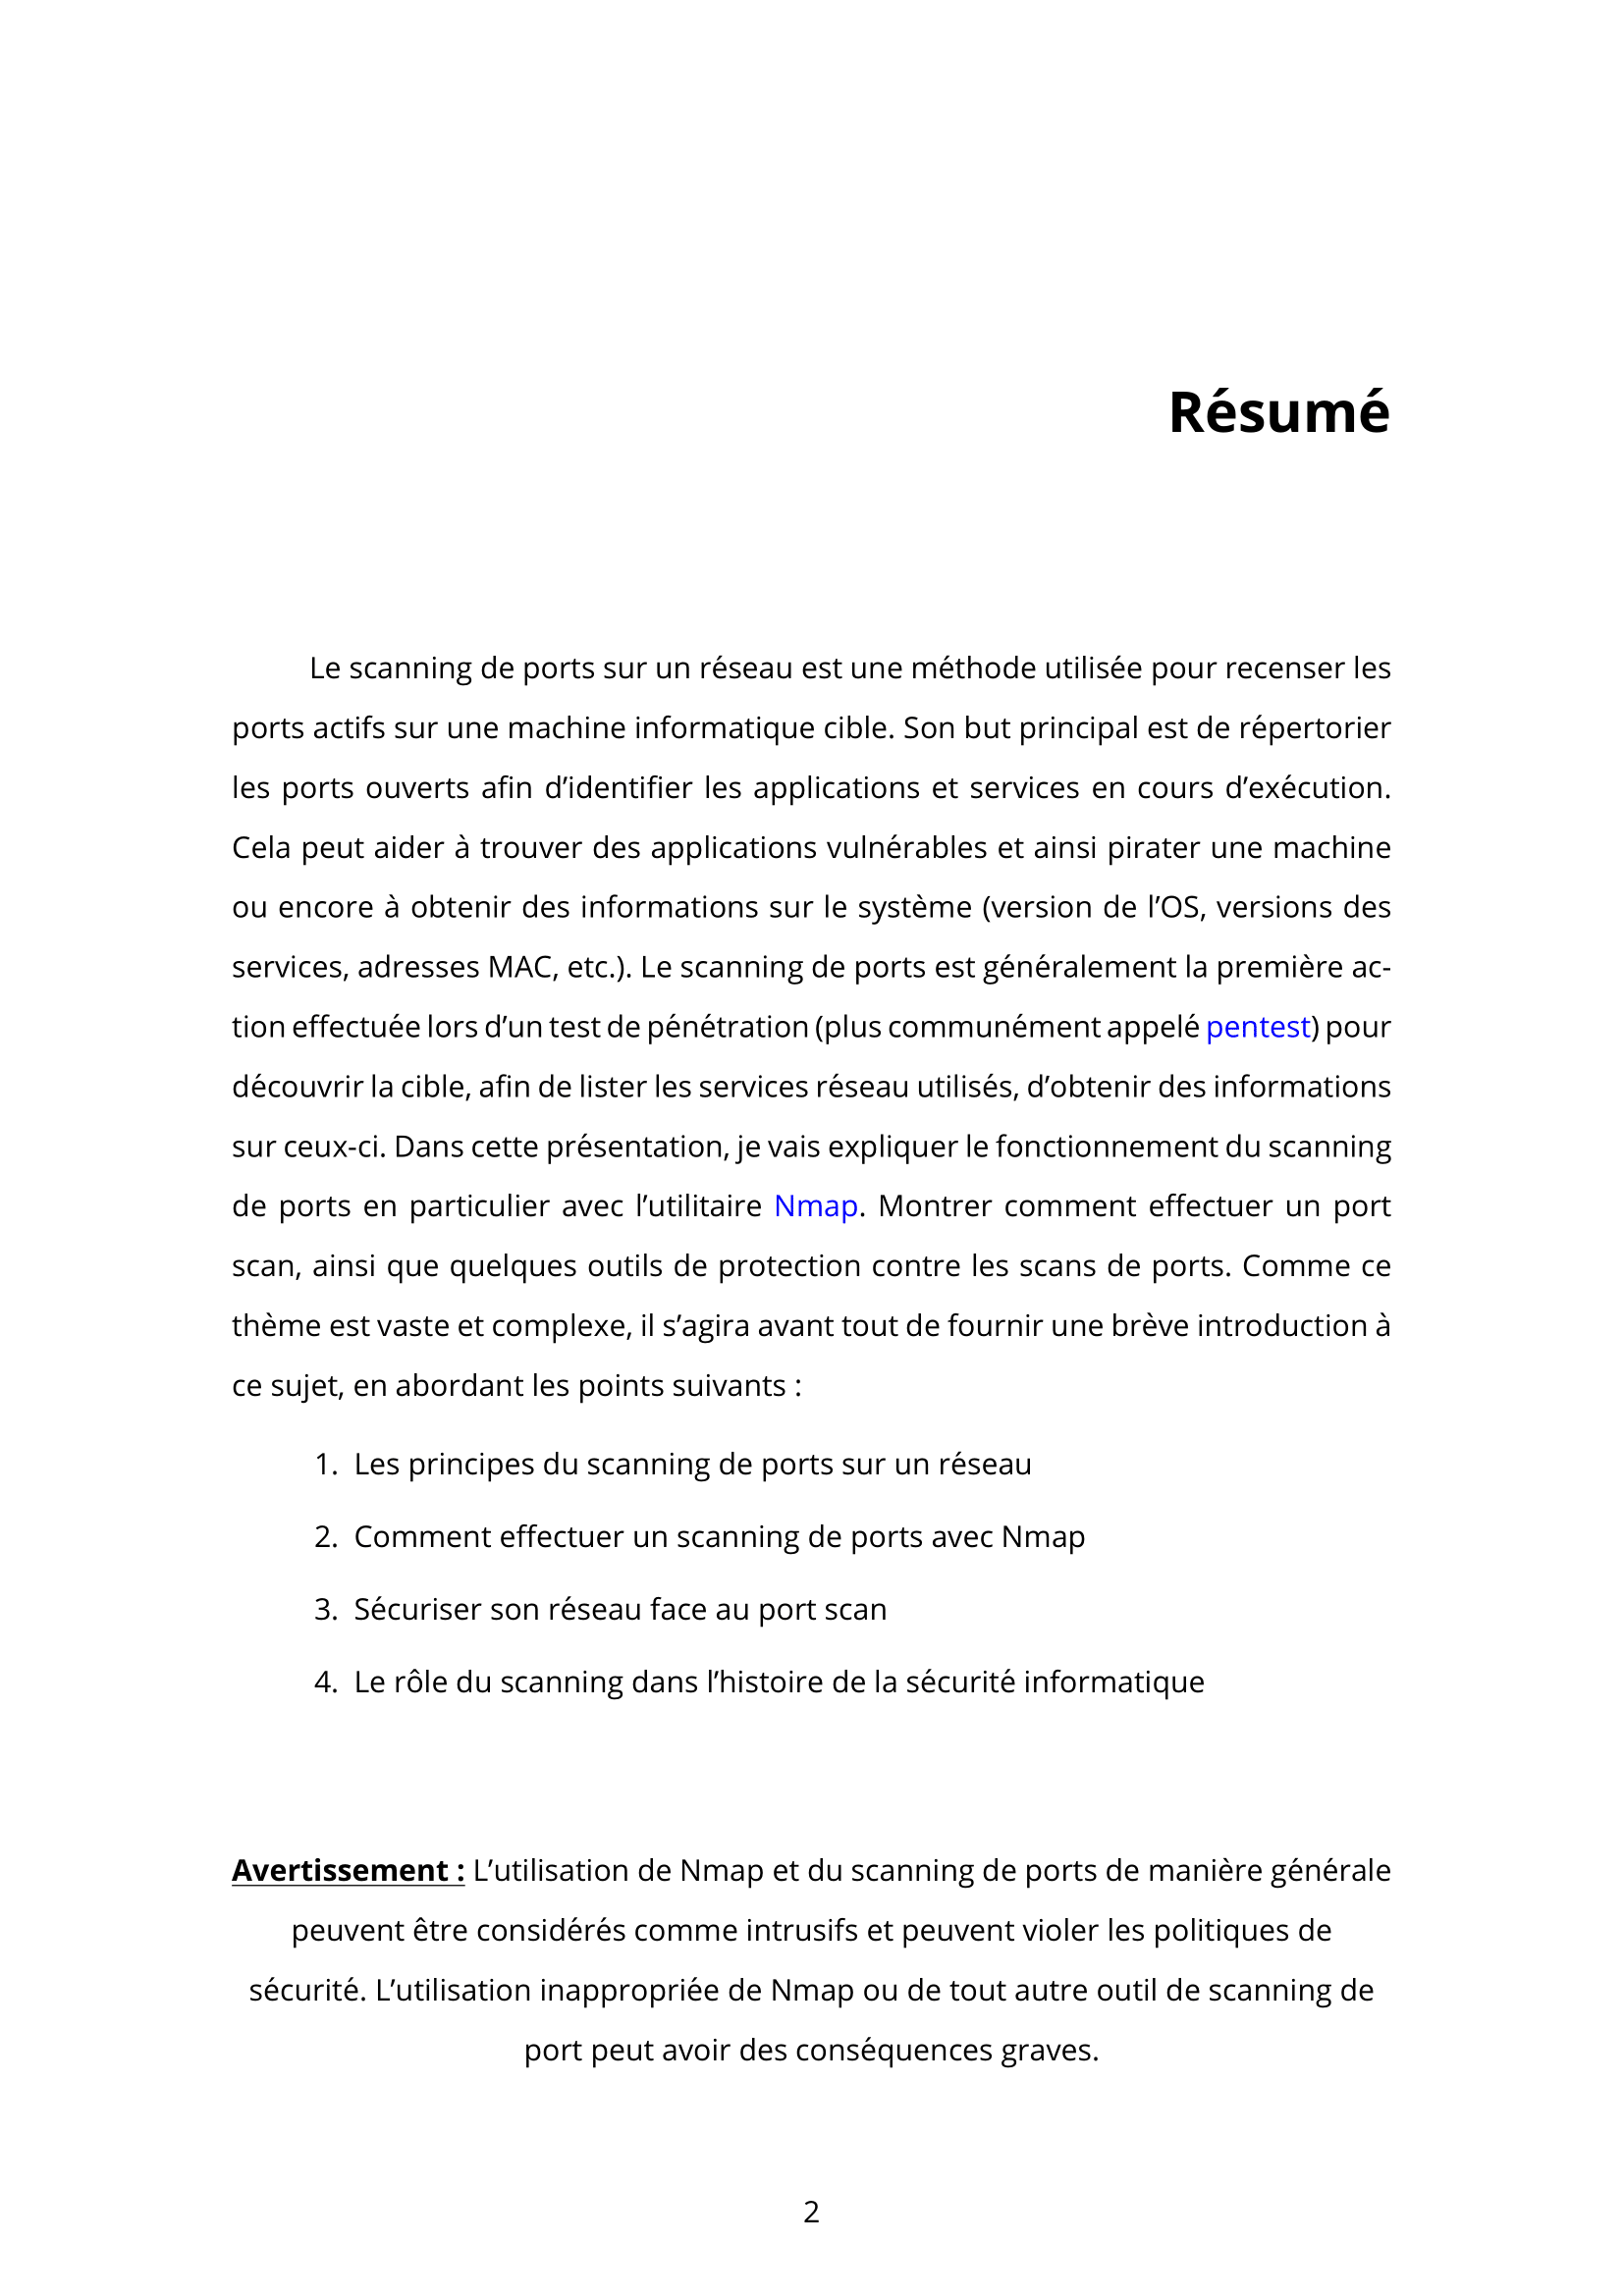 Résumé
Le scanning de ports sur un réseau est une méthode utilisée pour recenser les
ports actifs sur une machine informatique cible. Son but principal est de répertorier
les ports ouverts afin d’identifier les applications et services en cours d’exécution.
Cela peut aider à trouver des applications vulnérables et ainsi pirater une machine
ou encore à obtenir des informations sur le système (version de l’OS, versions des
services, adresses MAC, etc.). Le scanning de ports est généralement la première ac-
tion effectuée lors d’un test de pénétration (plus communément appelé pentest) pour
découvrir la cible, afin de lister les services réseau utilisés, d’obtenir des informations
sur ceux-ci. Dans cette présentation, je vais expliquer le fonctionnement du scanning
de ports en particulier avec l’utilitaire Nmap. Montrer comment effectuer un port
scan, ainsi que quelques outils de protection contre les scans de ports. Comme ce
thème est vaste et complexe, il s’agira avant tout de fournir une brève introduction à
ce sujet, en abordant les points suivants :
1. Les principes du scanning de ports sur un réseau
2. Comment effectuer un scanning de ports avec Nmap
3. Sécuriser son réseau face au port scan
4. Le rôle du scanning dans l’histoire de la sécurité informatique
Avertissement : L’utilisation de Nmap et du scanning de ports de manière générale
peuvent être considérés comme intrusifs et peuvent violer les politiques de
sécurité. L’utilisation inappropriée de Nmap ou de tout autre outil de scanning de
port peut avoir des conséquences graves.
2